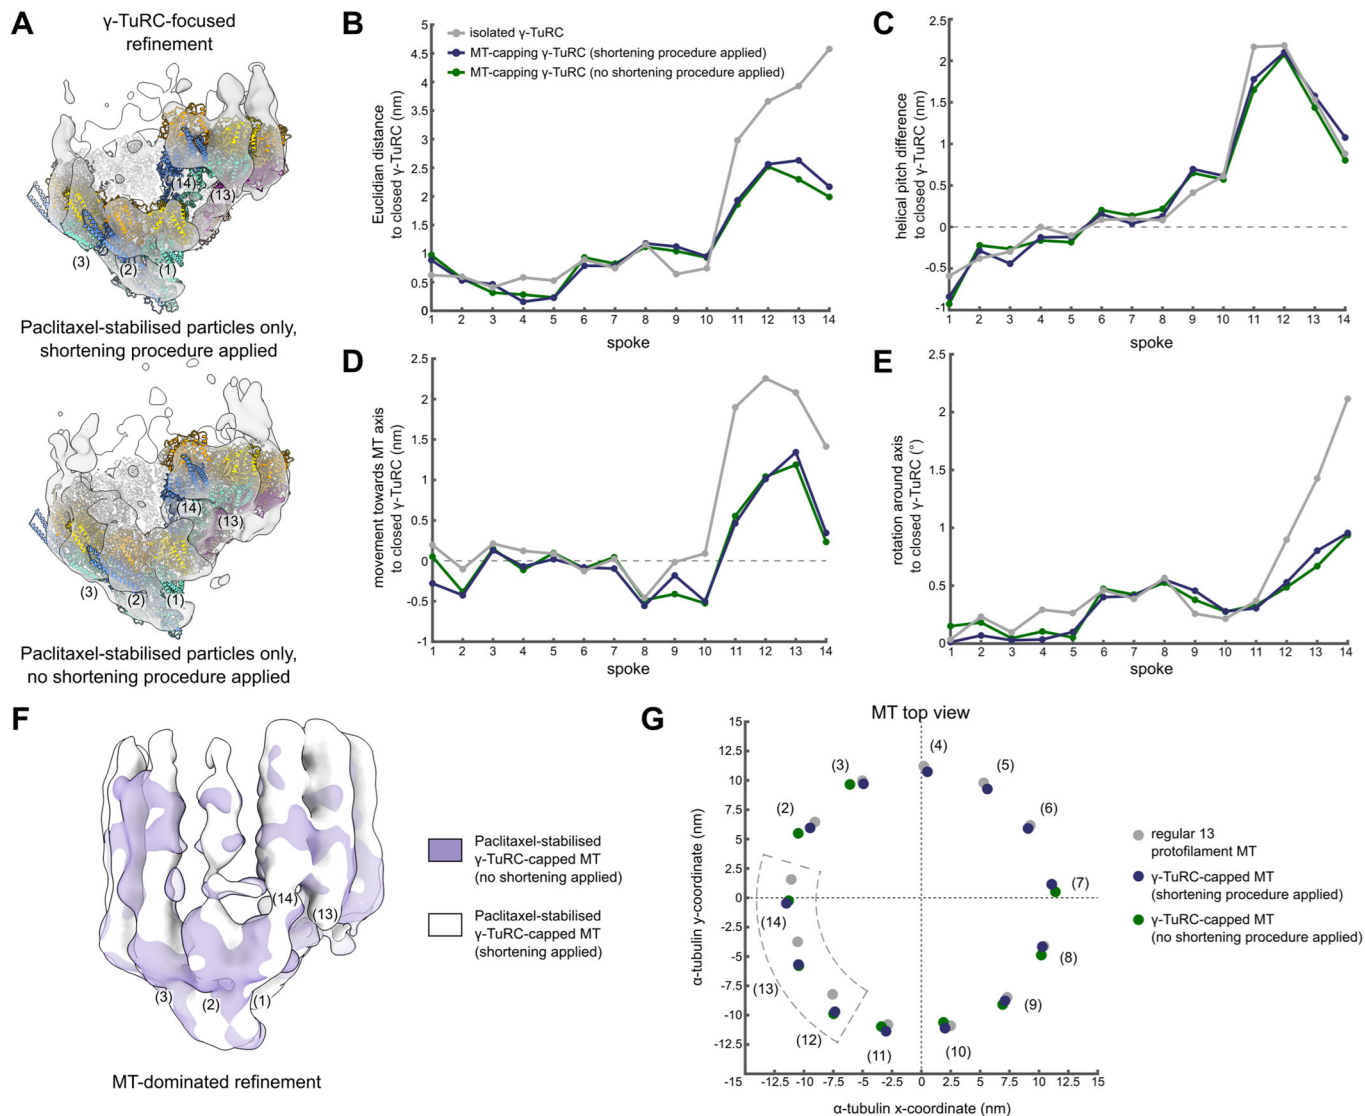 A
γ-TuRC-focused
refinement
(14)
(13)
(3)
(2)
(1)
Paclitaxel-stabilised particles only,
shortening procedure applied
(14)
(13)
(3)
(2)
(1)
Paclitaxel-stabilised particles only,
no shortening procedure applied
B
isolated γ-TuRC
MT-capping γ-TuRC (shortening procedure applied)
MT-capping γ-TuRC (no shortening procedure applied)
Euclidian distance
to closed γ-TuRC (nm)
5
4.5
4
3.5
3
2.5
2
1.5
1
0.5
0
1 2 3 4 5 6 7 8 9 10 11 12 13 14
spoke
C
helical pitch difference
to closed γ-TuRC (nm)
2.5
2
1.5
1
0.5
0
-0.5
-1
1 2 3 4 5 6 7 8 9 10 11 12 13 14
spoke
D
movement towards MT axis
to closed γ-TuRC (nm)
2.5
2
1.5
1
0.5
0
-0.5
-1
1 2 3 4 5 6 7 8 9 10 11 12 13 14
spoke
E
rotation around axis
to closed γ-TuRC (°)
2.5
2
1.5
1
0.5
0
1 2 3 4 5 6 7 8 9 10 11 12 13 14
spoke
F
(14)
(13)
(3)
(2)
(1)
MT-dominated refinement
Paclitaxel-stabilised
γ-TuRC-capped MT
(no shortening applied)
Paclitaxel-stabilised
γ-TuRC-capped MT
(shortening applied)
G
MT top view
α-tubulin y-coordinate (nm)
15
12.5
10
7.5
5
2.5
0
-2.5
-5
-7.5
-10
-12.5
-15 -12.5 -10 -7.5 -5 -2.5 0 2.5 5 7.5 10 12.5 15
α-tubulin x-coordinate (nm)
(2)
(3)
(4)
(5)
(6)
(7)
(8)
(9)
(10)
(11)
(12)
(13)
(14)
regular 13
protofilament MT
γ-TuRC-capped MT
(shortening procedure applied)
γ-TuRC-capped MT
(no shortening procedure applied)